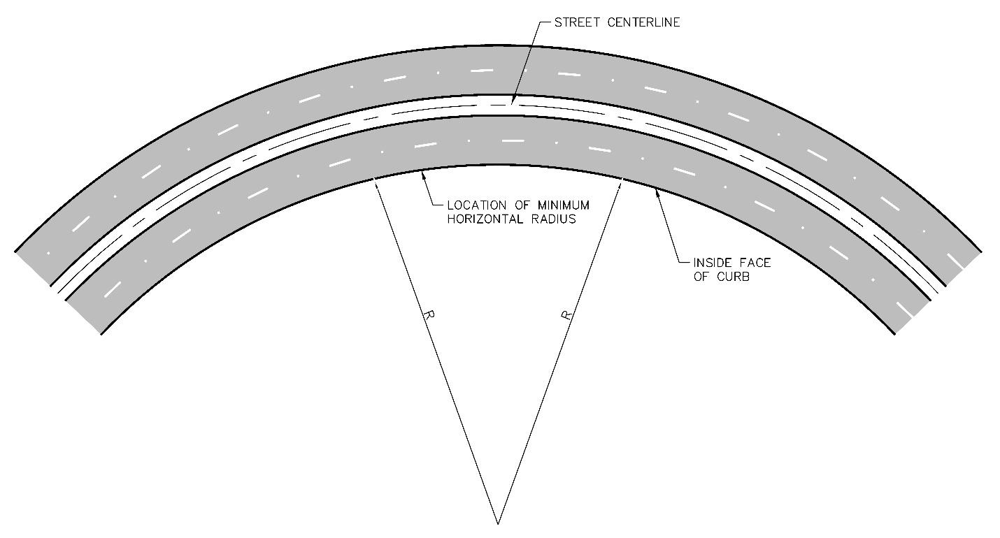 STREET CENTERLINE
LOCATION OF MINIMUM
HORIZONTAL RADIUS
INSIDE FACE
OF CURB
R
R